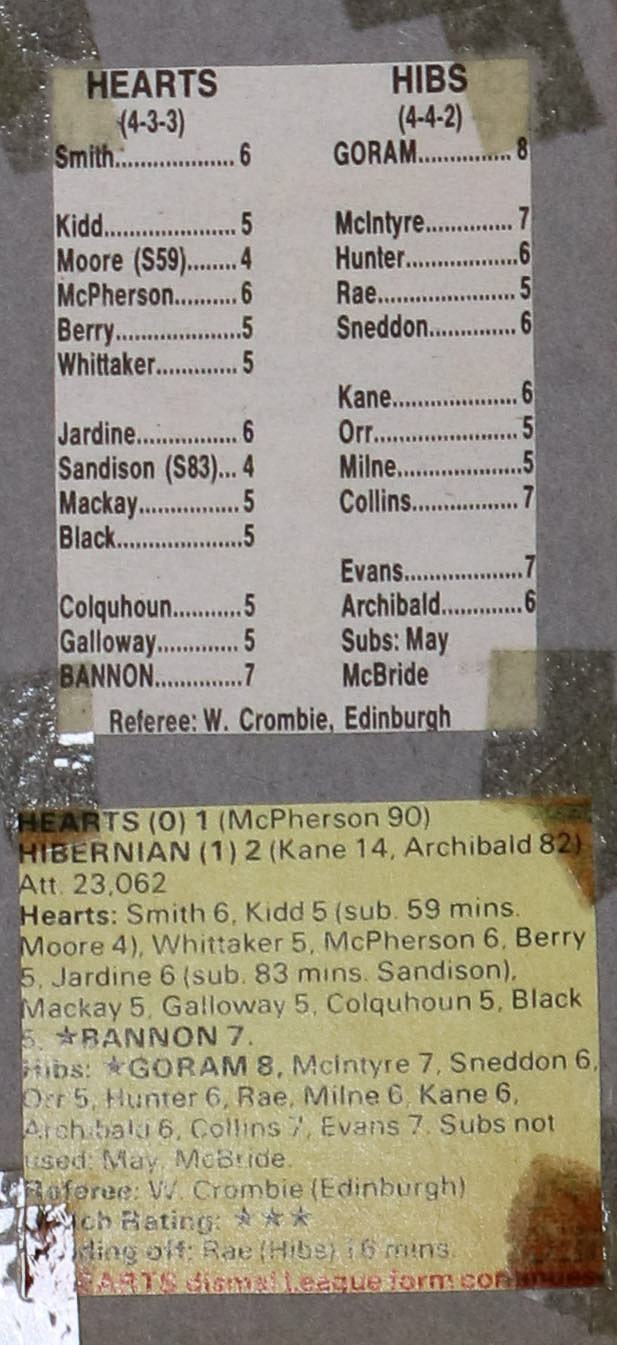 HEARTS
(4-3-3)
Smith................... 6
Kidd..................... 5
Moore (S59)........ 4
McPherson.......... 6
Berry....................5
Whittaker............. 5
Jardine................ 6
Sandison (S83)... 4
Mackay................ 5
Black....................5
Colquhoun...........5
Galloway............. 5
BANNON..............7
HIBS
(4-4-2)
GORAM............... 8
McIntyre.............. 7
Hunter..................6
Rae...................... 5
Sneddon.............. 6
Kane.................... 6
Orr....................... 5
Milne....................5
Collins................. 7
Evans...................7
Archibald.............6
Subs: May
McBride
Referee: W. Crombie, Edinburgh
HEARTS (0) 1 (McPherson 90)
HIBERNIAN (1) 2 (Kane 14, Archibald 82)
Att. 23,062
Hearts: Smith 6, Kidd 5 (sub. 59 mins.
Moore 4), Whittaker 5, McPherson 6, Berry
5, Jardine 6 (sub. 83 mins. Sandison),
Mackay 5, Galloway 5, Colquhoun 5, Black
5, ★BANNON 7.
Hibs: ★GORAM 8, McIntyre 7, Sneddon 6,
Orr 5, Hunter 6, Rae, Milne 6, Kane 6,
Archibald 6, Collins 7, Evans 7. Subs not
used: May, McBride.
Referee: W. Crombie (Edinburgh)
Rating: ★★★
off: Rae (Hibs) mins.
HEARTS dismal League form continues